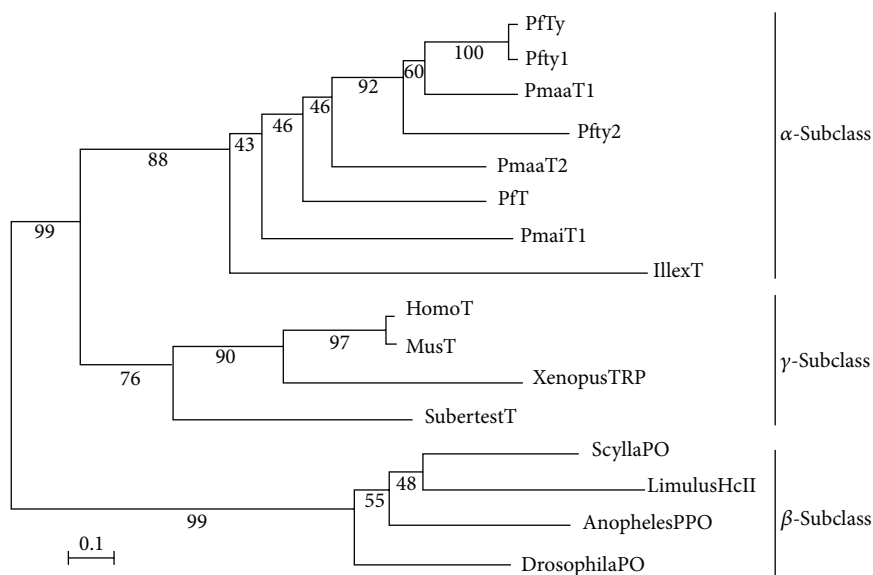 PfTy
Pfty1
100
60
PmaaT1
92
46
Pfty2
46
43
PmaaT2
88
α-Subclass
PfT
PmaiT1
99
IllexT
HomoT
97
MusT
90
γ-Subclass
76
XenopusTRP
SubertestT
ScyllaPO
48
LimulusHcII
55
AnophelesPPO
β-Subclass
99
0.1
DrosophilaPO